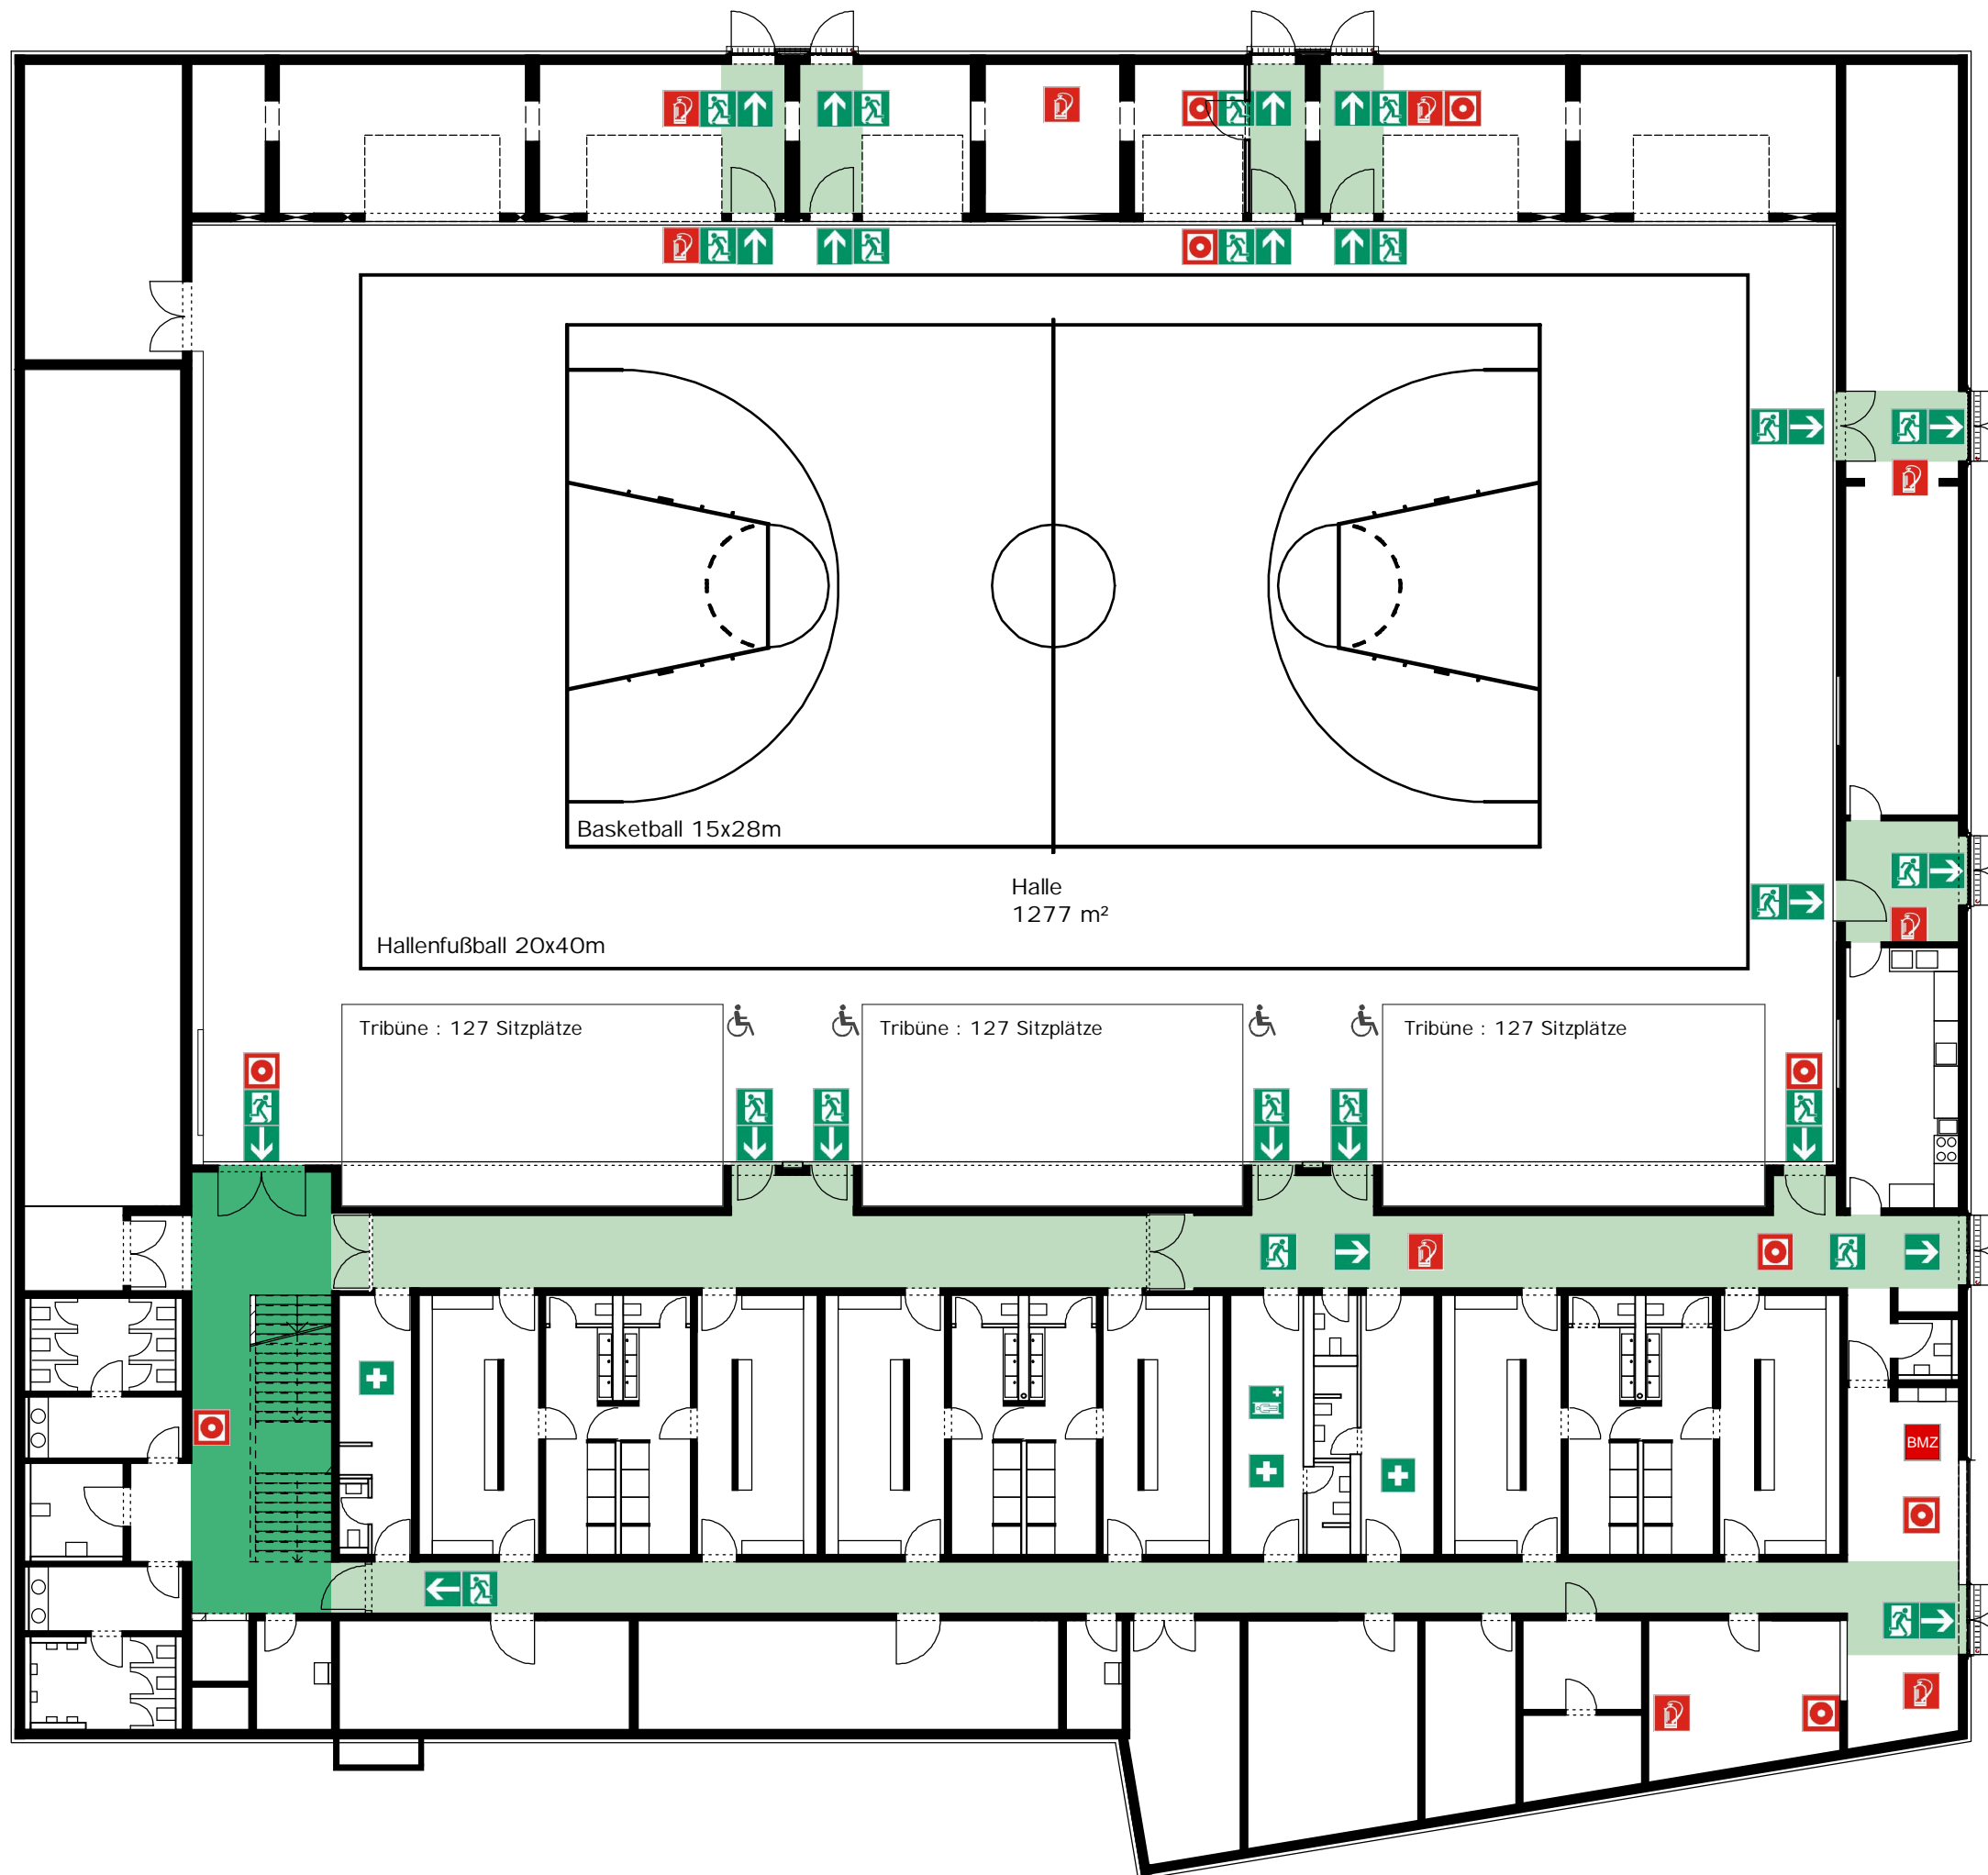 Basketball 15x28m
Halle
1277 m²
Hallenfußball 20x40m
Tribüne : 127 Sitzplätze
Tribüne : 127 Sitzplätze
Tribüne : 127 Sitzplätze
BMZ